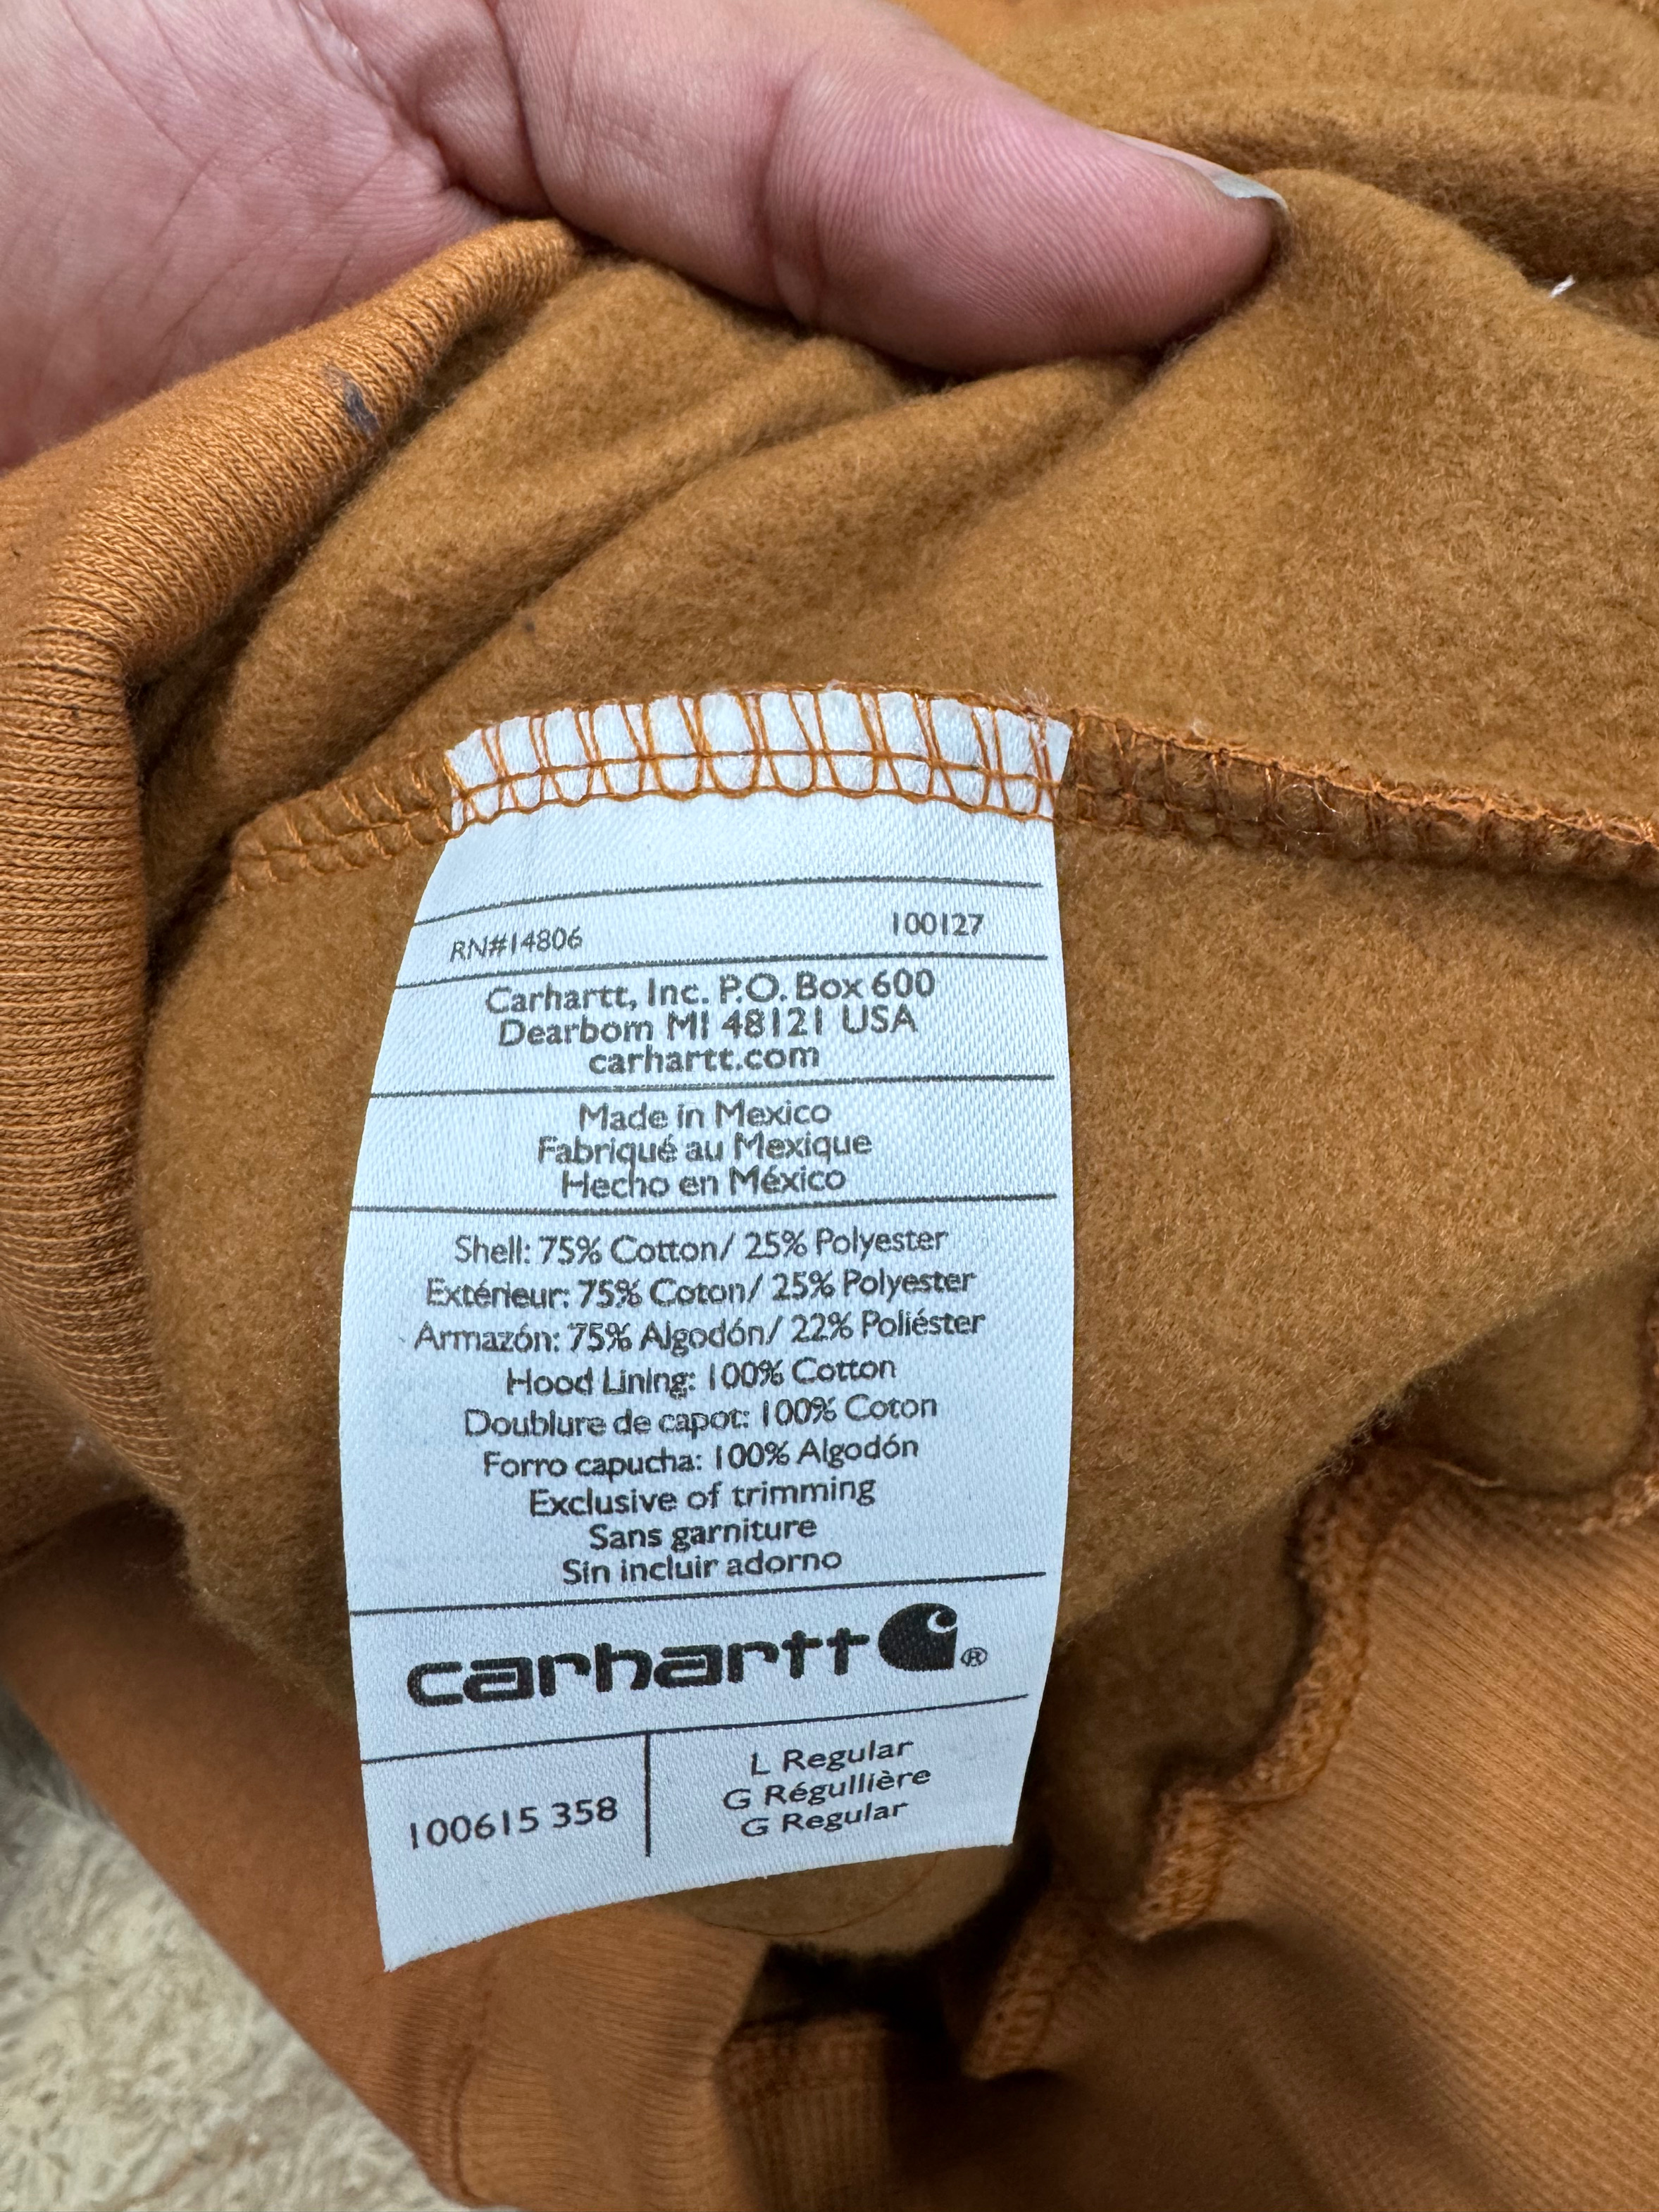 RN#14806 100127
Carhartt, Inc. P.O. Box 600
Dearborn MI 48121 USA
carhartt.com
Made in Mexico
Fabriqué au Mexique
Hecho en México
Shell: 75% Cotton/ 25% Polyester
Extérieur: 75% Coton/ 25% Polyester
Armazón: 75% Algodón/ 22% Poliéster
Hood Lining: 100% Cotton
Doublure de capot: 100% Coton
Forro capucha: 100% Algodón
Exclusive of trimming
Sans garniture
Sin incluir adorno
carhartt ®
100615 358
L Regular
G Régullière
G Regular